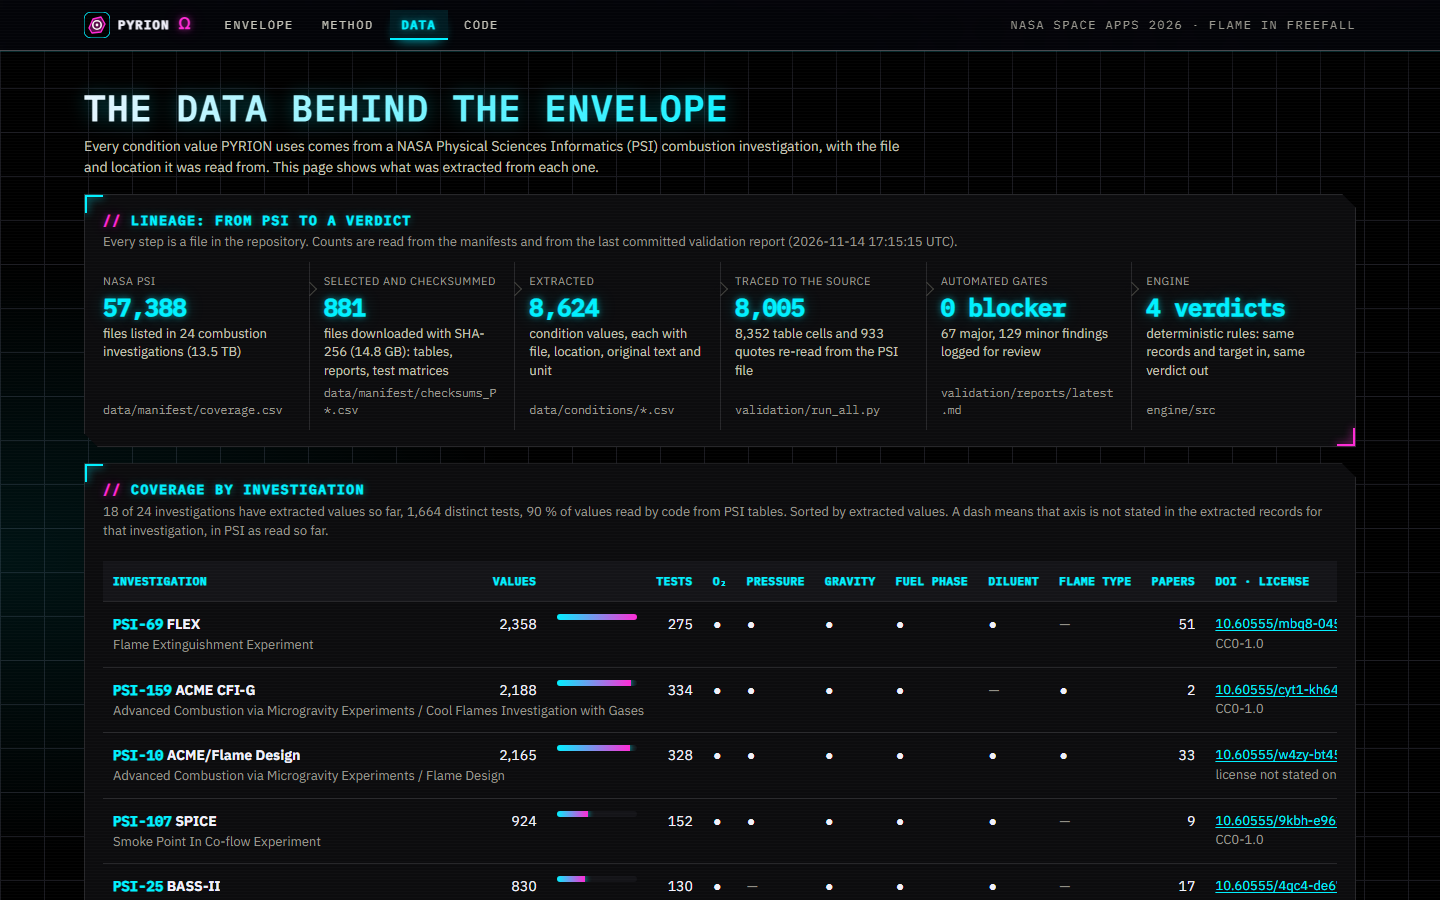 PYRION Ω ENVELOPE METHOD DATA CODE NASA SPACE APPS 2026 · FLAME IN FREEFALL
THE DATA BEHIND THE ENVELOPE
Every condition value PYRION uses comes from a NASA Physical Sciences Informatics (PSI) combustion investigation, with the file
and location it was read from. This page shows what was extracted from each one.
// LINEAGE: FROM PSI TO A VERDICT
Every step is a file in the repository. Counts are read from the manifests and from the last committed validation report (2026-11-14 17:15:15 UTC).
NASA PSI
57,388
files listed in 24 combustion
investigations (13.5 TB)
data/manifest/coverage.csv
SELECTED AND CHECKSUMMED
881
files downloaded with SHA-
256 (14.8 GB): tables,
reports, test matrices
data/manifest/checksums_P
*.csv
EXTRACTED
8,624
condition values, each with
file, location, original text and
unit
data/conditions/*.csv
TRACED TO THE SOURCE
8,005
8,352 table cells and 933
quotes re-read from the PSI
file
validation/run_all.py
AUTOMATED GATES
0 blocker
67 major, 129 minor findings
logged for review
validation/reports/latest
.md
ENGINE
4 verdicts
deterministic rules: same
records and target in, same
verdict out
engine/src
// COVERAGE BY INVESTIGATION
18 of 24 investigations have extracted values so far, 1,664 distinct tests, 90 % of values read by code from PSI tables. Sorted by extracted values. A dash means that axis is not stated in the extracted records for
that investigation, in PSI as read so far.
INVESTIGATION VALUES TESTS O₂ PRESSURE GRAVITY FUEL PHASE DILUENT FLAME TYPE PAPERS DOI · LICENSE
PSI-69 FLEX 2,358 275 ● ● ● ● ● — 51 10.60555/mbq8-045
Flame Extinguishment Experiment CC0-1.0
PSI-159 ACME CFI-G 2,188 334 ● ● ● ● — ● 2 10.60555/cyt1-kh64
Advanced Combustion via Microgravity Experiments / Cool Flames Investigation with Gases CC0-1.0
PSI-10 ACME/Flame Design 2,165 328 ● ● ● ● ● ● 33 10.60555/w4zy-bt45
Advanced Combustion via Microgravity Experiments / Flame Design license not stated on
PSI-107 SPICE 924 152 ● ● ● ● ● — 9 10.60555/9kbh-e96
Smoke Point In Co-flow Experiment CC0-1.0
PSI-25 BASS-II 830 130 ● — ● ● ● — 17 10.60555/4qc4-de6